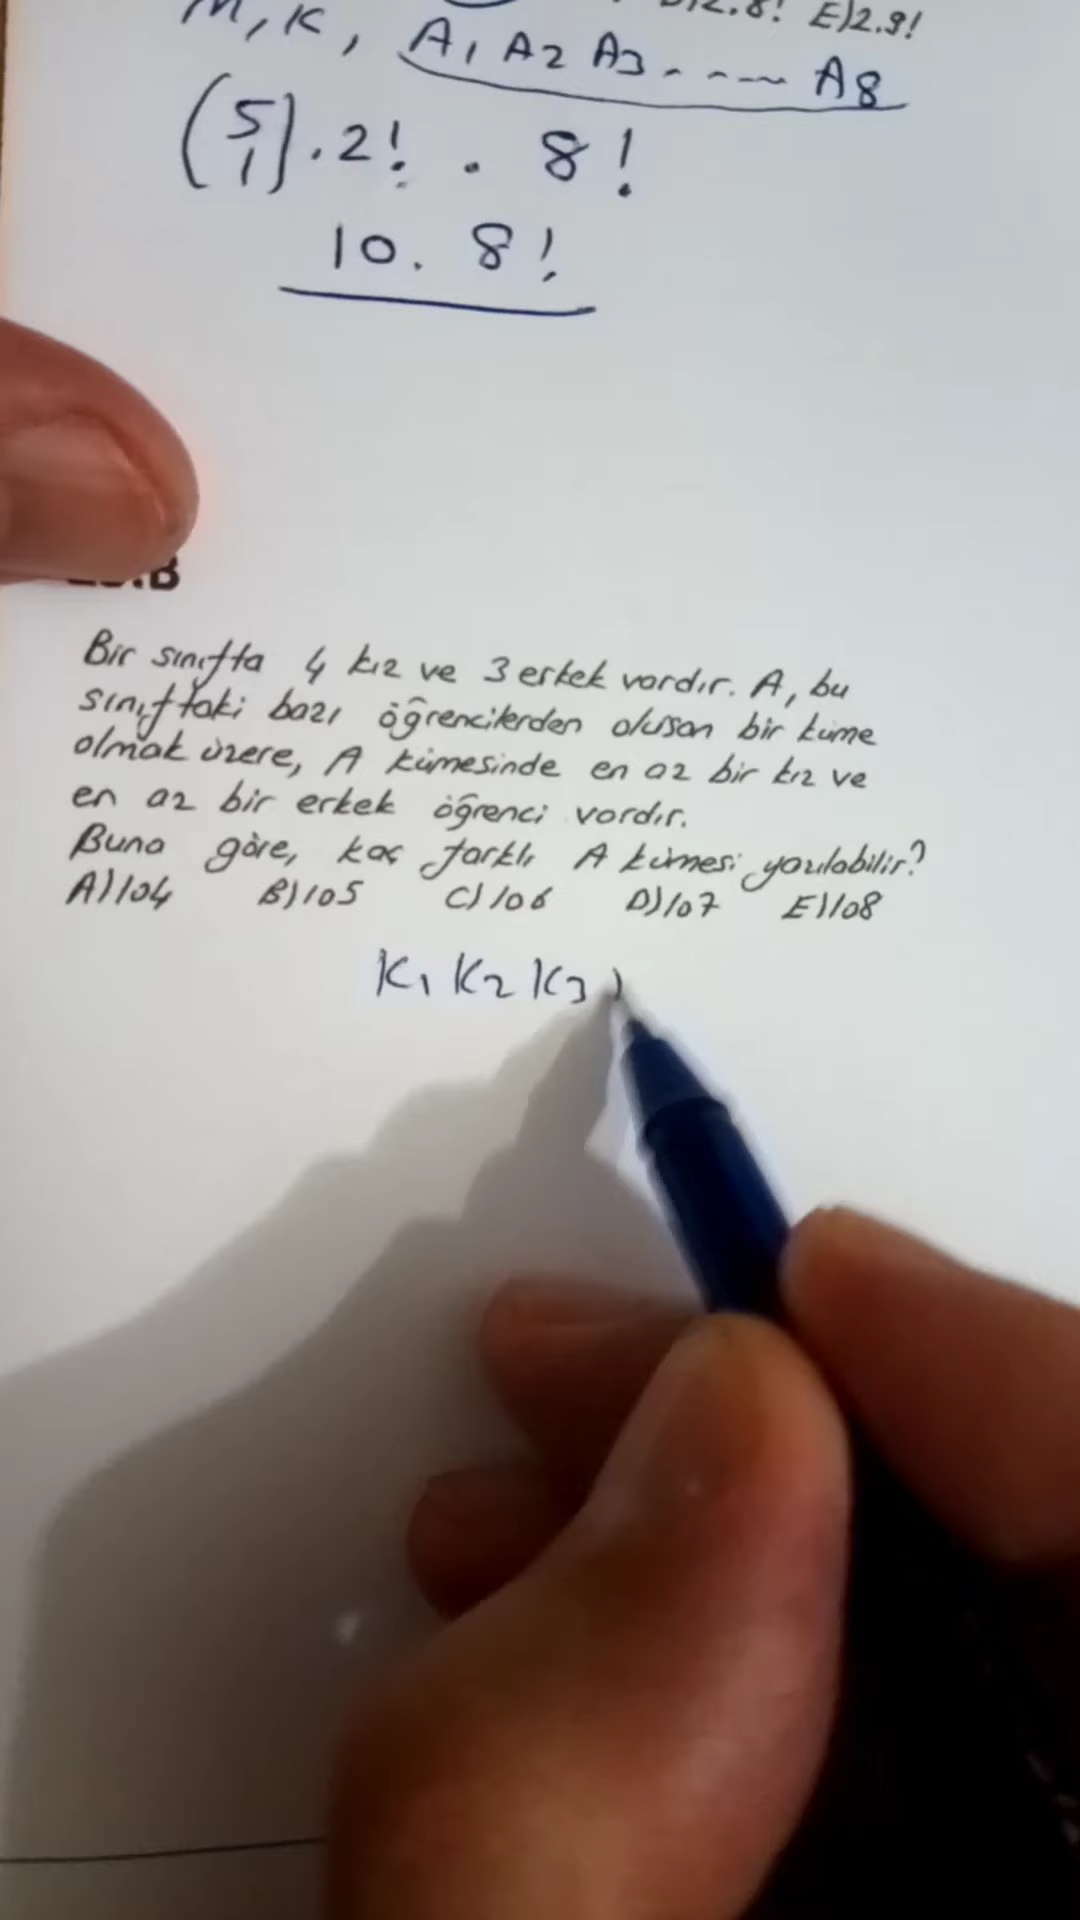 E)2.9!
M, K, A1 A2 A3 ---- A8
(5 1).2! . 8!
10. 8!
Bir sınıfta 4 kız ve 3 erkek vardır. A, bu
sınıftaki bazı öğrencilerden oluşan bir küme
olmak üzere, A kümesinde en az bir kız ve
en az bir erkek öğrenci vardır.
Buna göre, kaç farklı A kümesi yazılabilir?
A)104 B)105 C)106 D)107 E)108
K1 K2 K3